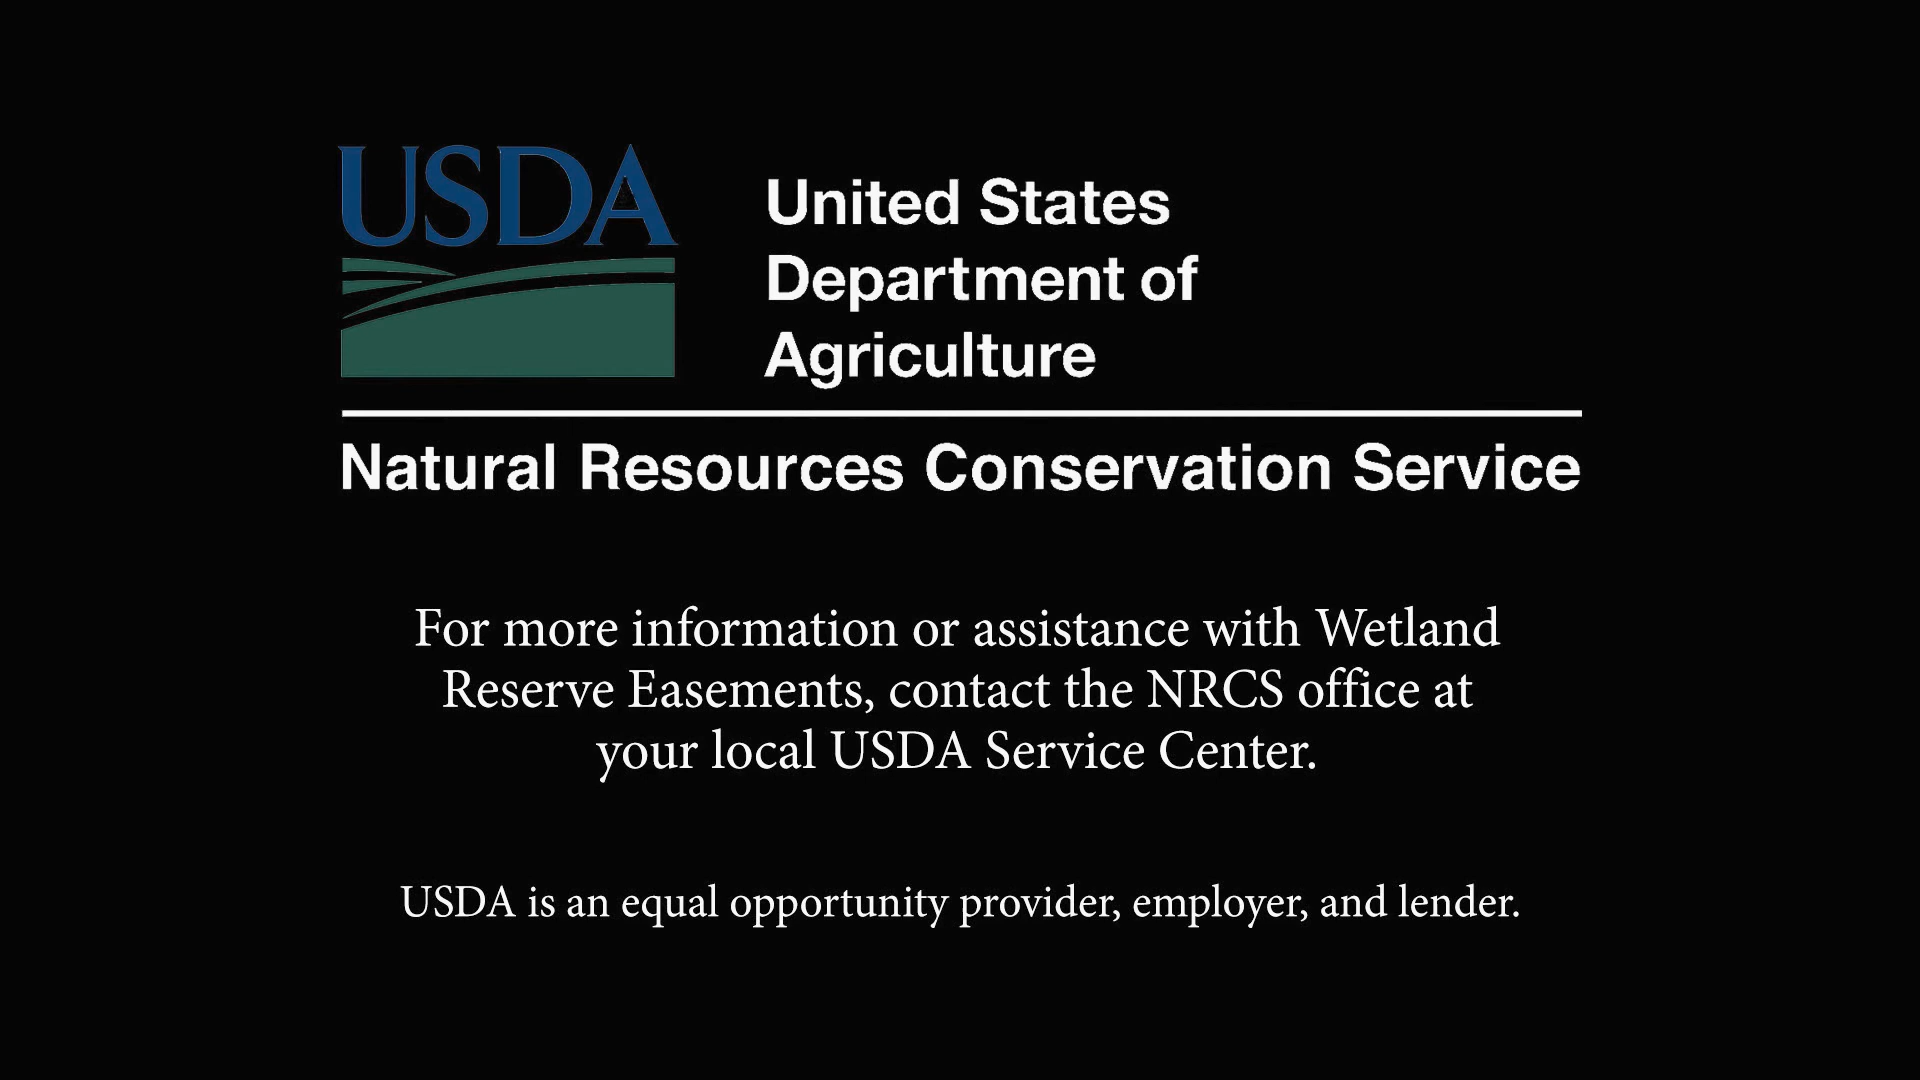 USDA
United States
Department of
Agriculture
Natural Resources Conservation Service
For more information or assistance with Wetland
Reserve Easements, contact the NRCS office at
your local USDA Service Center.
USDA is an equal opportunity provider, employer, and lender.